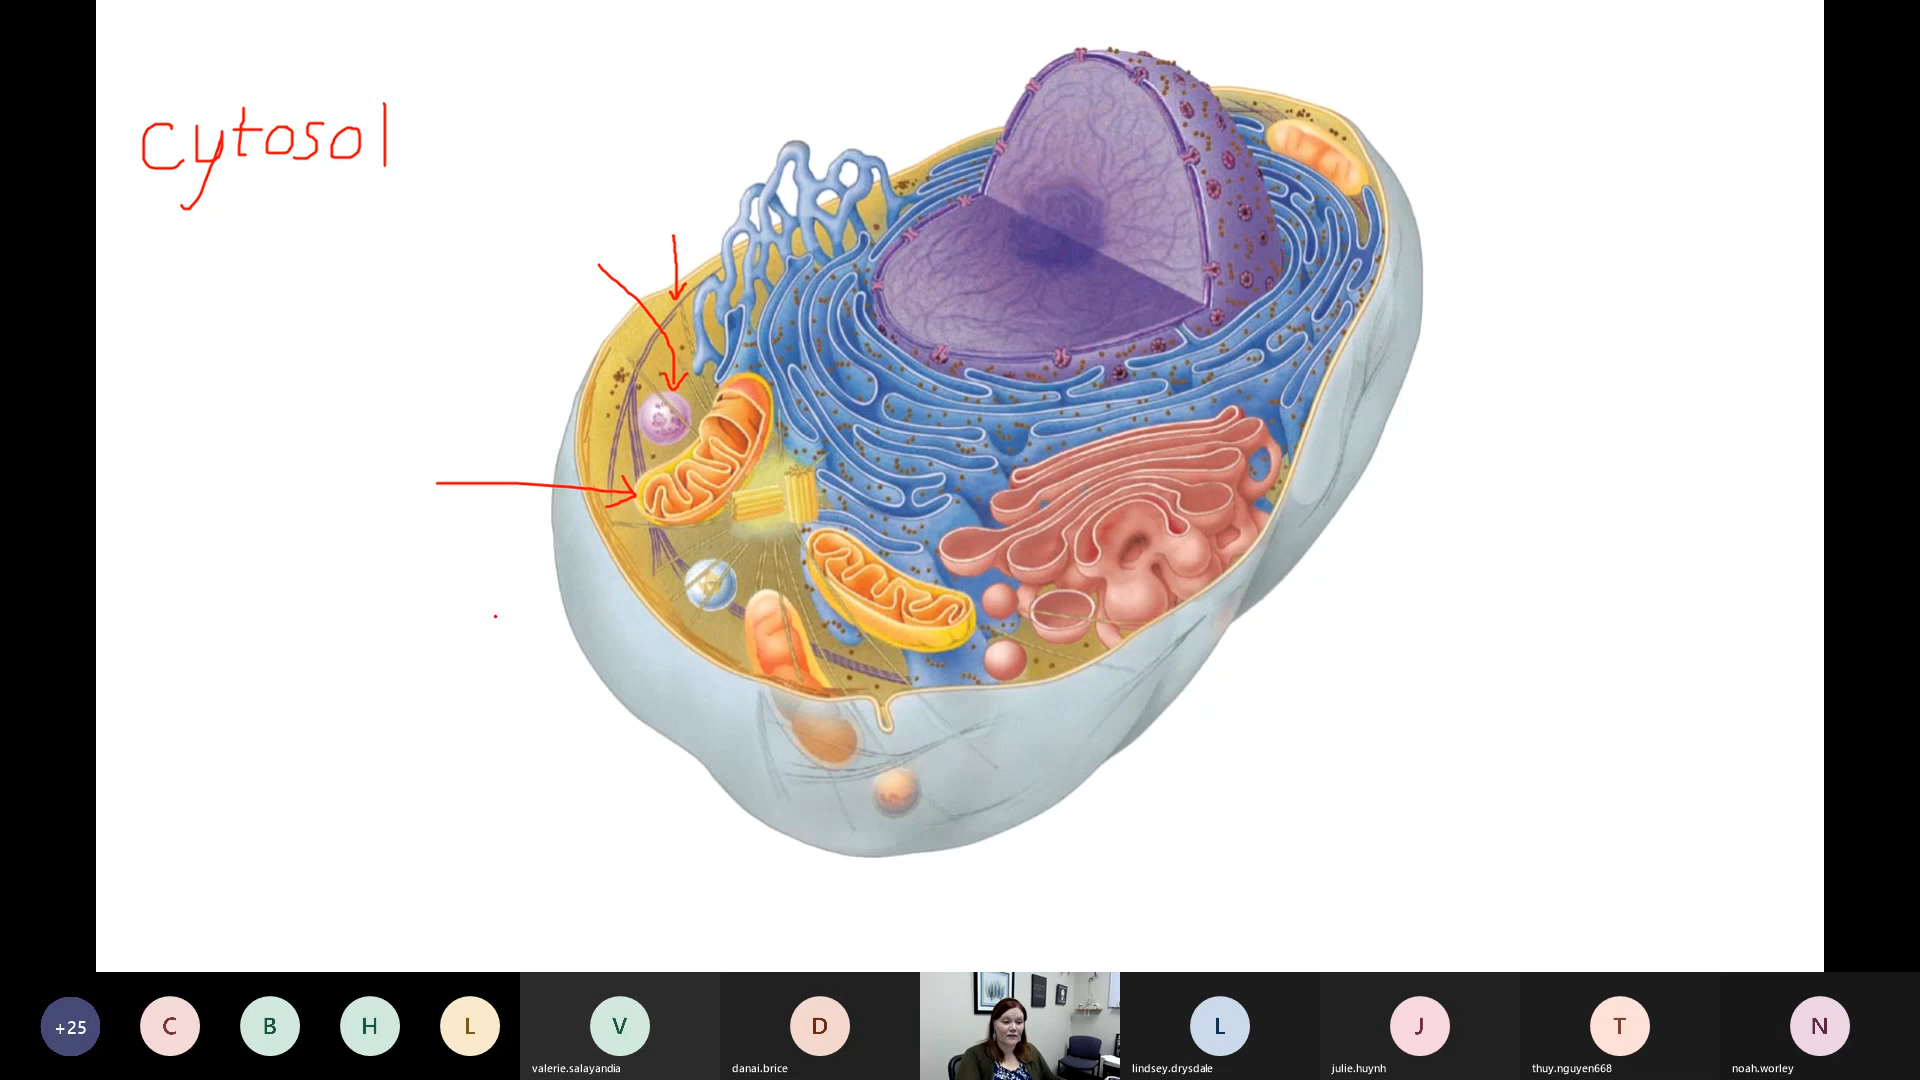 cytosol
+25
C
B
H
L
V
D
L
J
T
N
valerie.salayandia
danai.brice
lindsey.drysdale
julie.huynh
thuy.nguyen668
noah.worley